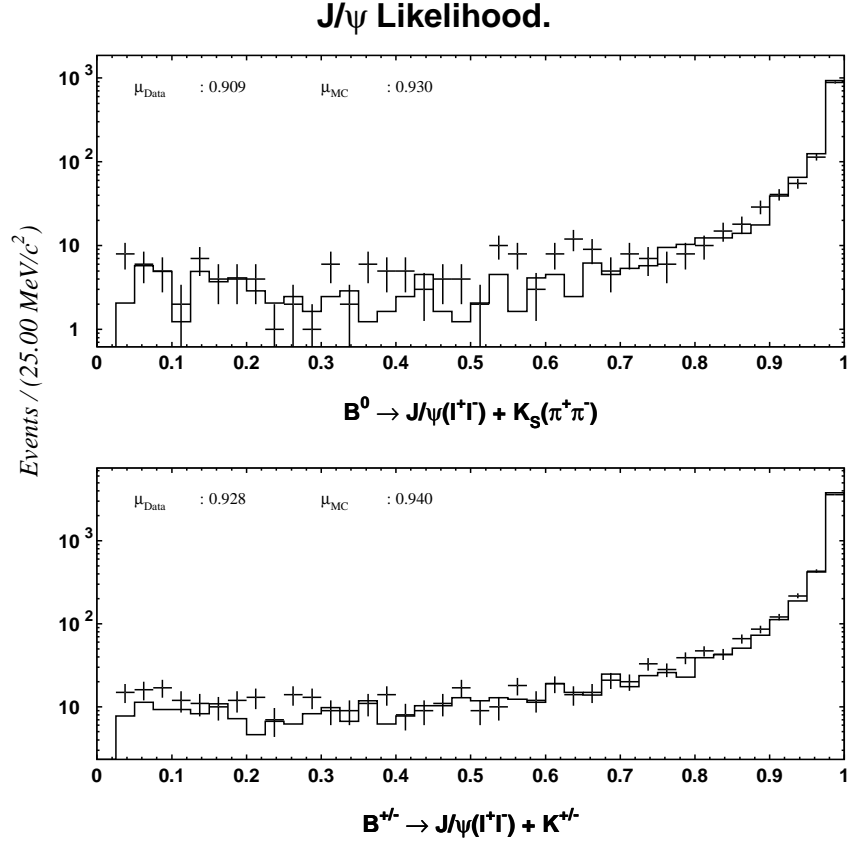 J/ψ Likelihood.
Events / (25.00 MeV/c²)
10³
10²
10
1
μData : 0.909 μMC : 0.930
0 0.1 0.2 0.3 0.4 0.5 0.6 0.7 0.8 0.9 1
B⁰ → J/ψ(l⁺l⁻) + KS(π⁺π⁻)
10³
10²
10
μData : 0.928 μMC : 0.940
0 0.1 0.2 0.3 0.4 0.5 0.6 0.7 0.8 0.9 1
B⁺/⁻ → J/ψ(l⁺l⁻) + K⁺/⁻